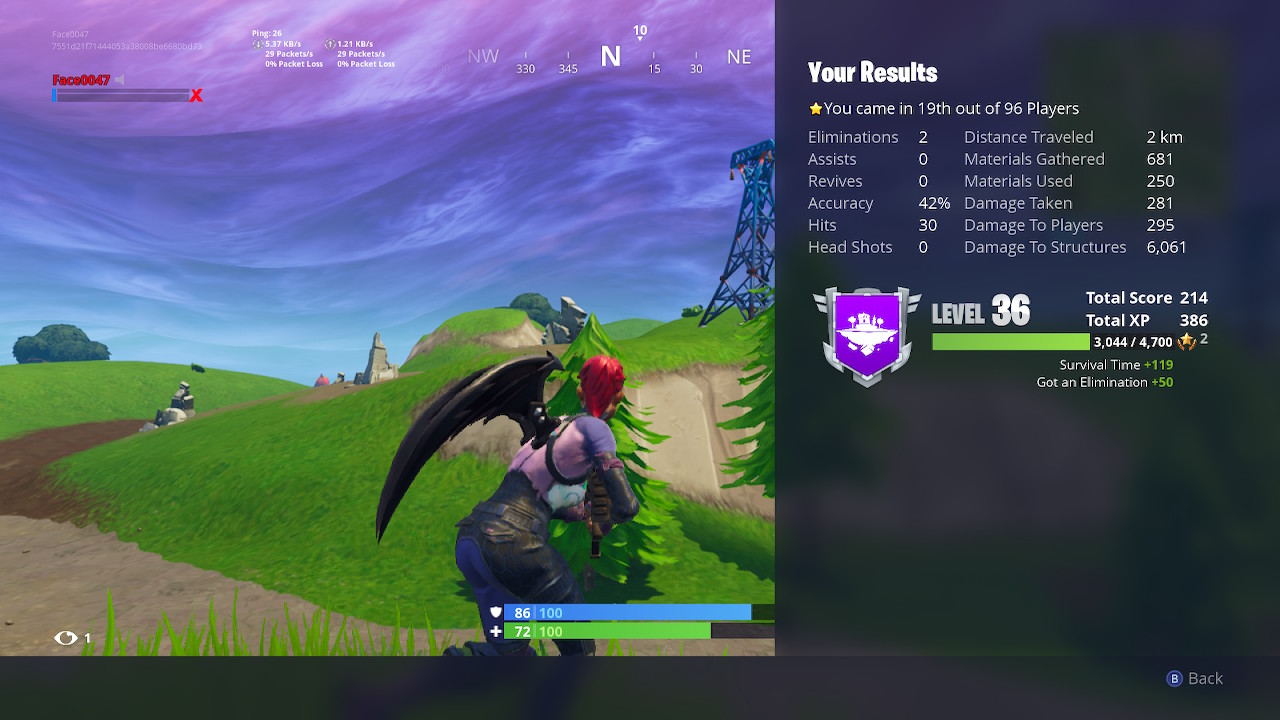 Face0047
7551d21f71444053a38008be6680bd73
Face0047
Ping: 26
5.37 KB/s 1.21 KB/s
29 Packets/s 29 Packets/s
0% Packet Loss 0% Packet Loss
10
NW 330 345 N 15 30 NE
Your Results
You came in 19th out of 96 Players
Eliminations 2 Distance Traveled 2 km
Assists 0 Materials Gathered 681
Revives 0 Materials Used 250
Accuracy 42% Damage Taken 281
Hits 30 Damage To Players 295
Head Shots 0 Damage To Structures 6,061
LEVEL 36
Total Score 214
Total XP 386
3,044 / 4,700 2
Survival Time +119
Got an Elimination +50
86 100
72 100
1
B Back